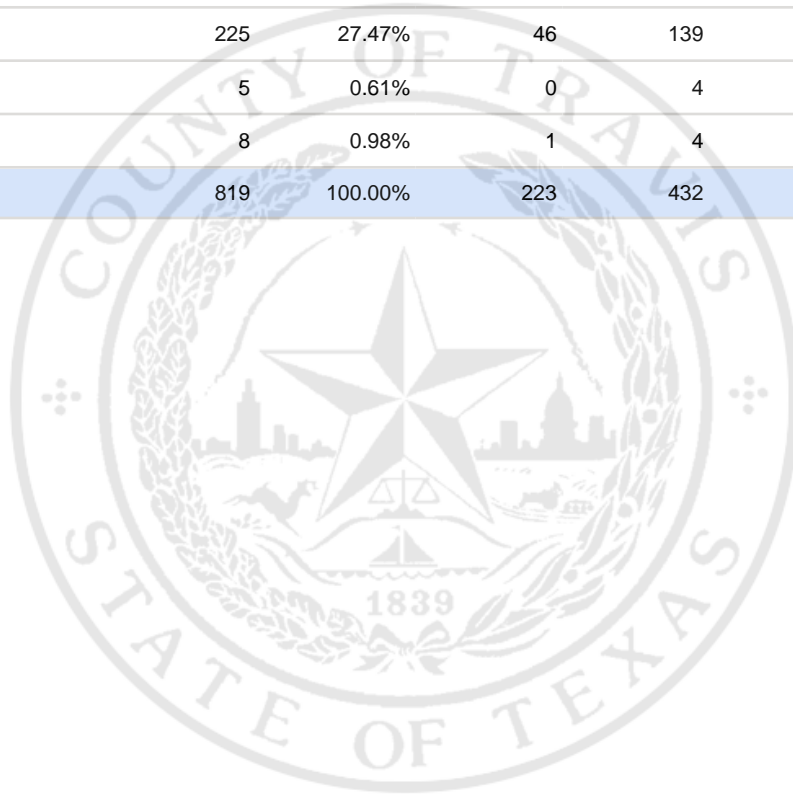 225 27.47% 46 139
5 0.61% 0 4
8 0.98% 1 4
819 100.00% 223 432
COUNTY OF TRAVIS
1839
STATE OF TEXAS